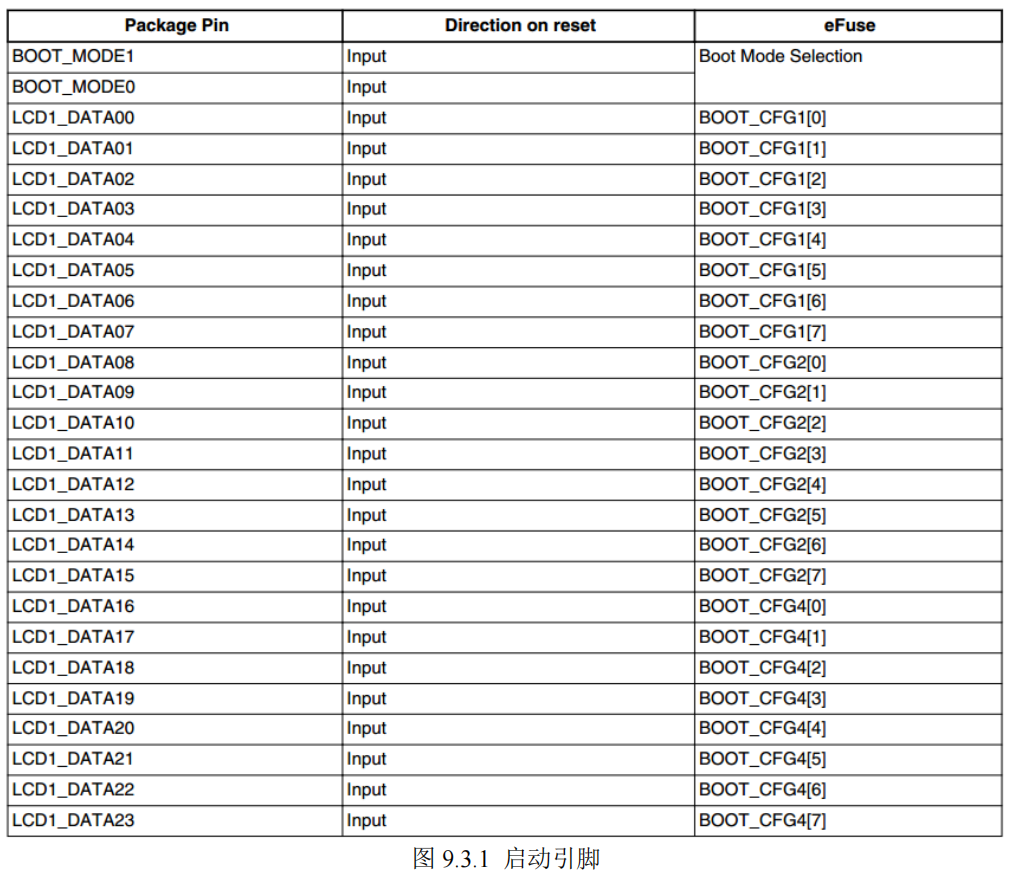 Package Pin Direction on reset eFuse
BOOT_MODE1 Input Boot Mode Selection
BOOT_MODE0 Input
LCD1_DATA00 Input BOOT_CFG1[0]
LCD1_DATA01 Input BOOT_CFG1[1]
LCD1_DATA02 Input BOOT_CFG1[2]
LCD1_DATA03 Input BOOT_CFG1[3]
LCD1_DATA04 Input BOOT_CFG1[4]
LCD1_DATA05 Input BOOT_CFG1[5]
LCD1_DATA06 Input BOOT_CFG1[6]
LCD1_DATA07 Input BOOT_CFG1[7]
LCD1_DATA08 Input BOOT_CFG2[0]
LCD1_DATA09 Input BOOT_CFG2[1]
LCD1_DATA10 Input BOOT_CFG2[2]
LCD1_DATA11 Input BOOT_CFG2[3]
LCD1_DATA12 Input BOOT_CFG2[4]
LCD1_DATA13 Input BOOT_CFG2[5]
LCD1_DATA14 Input BOOT_CFG2[6]
LCD1_DATA15 Input BOOT_CFG2[7]
LCD1_DATA16 Input BOOT_CFG4[0]
LCD1_DATA17 Input BOOT_CFG4[1]
LCD1_DATA18 Input BOOT_CFG4[2]
LCD1_DATA19 Input BOOT_CFG4[3]
LCD1_DATA20 Input BOOT_CFG4[4]
LCD1_DATA21 Input BOOT_CFG4[5]
LCD1_DATA22 Input BOOT_CFG4[6]
LCD1_DATA23 Input BOOT_CFG4[7]
图 9.3.1 启动引脚